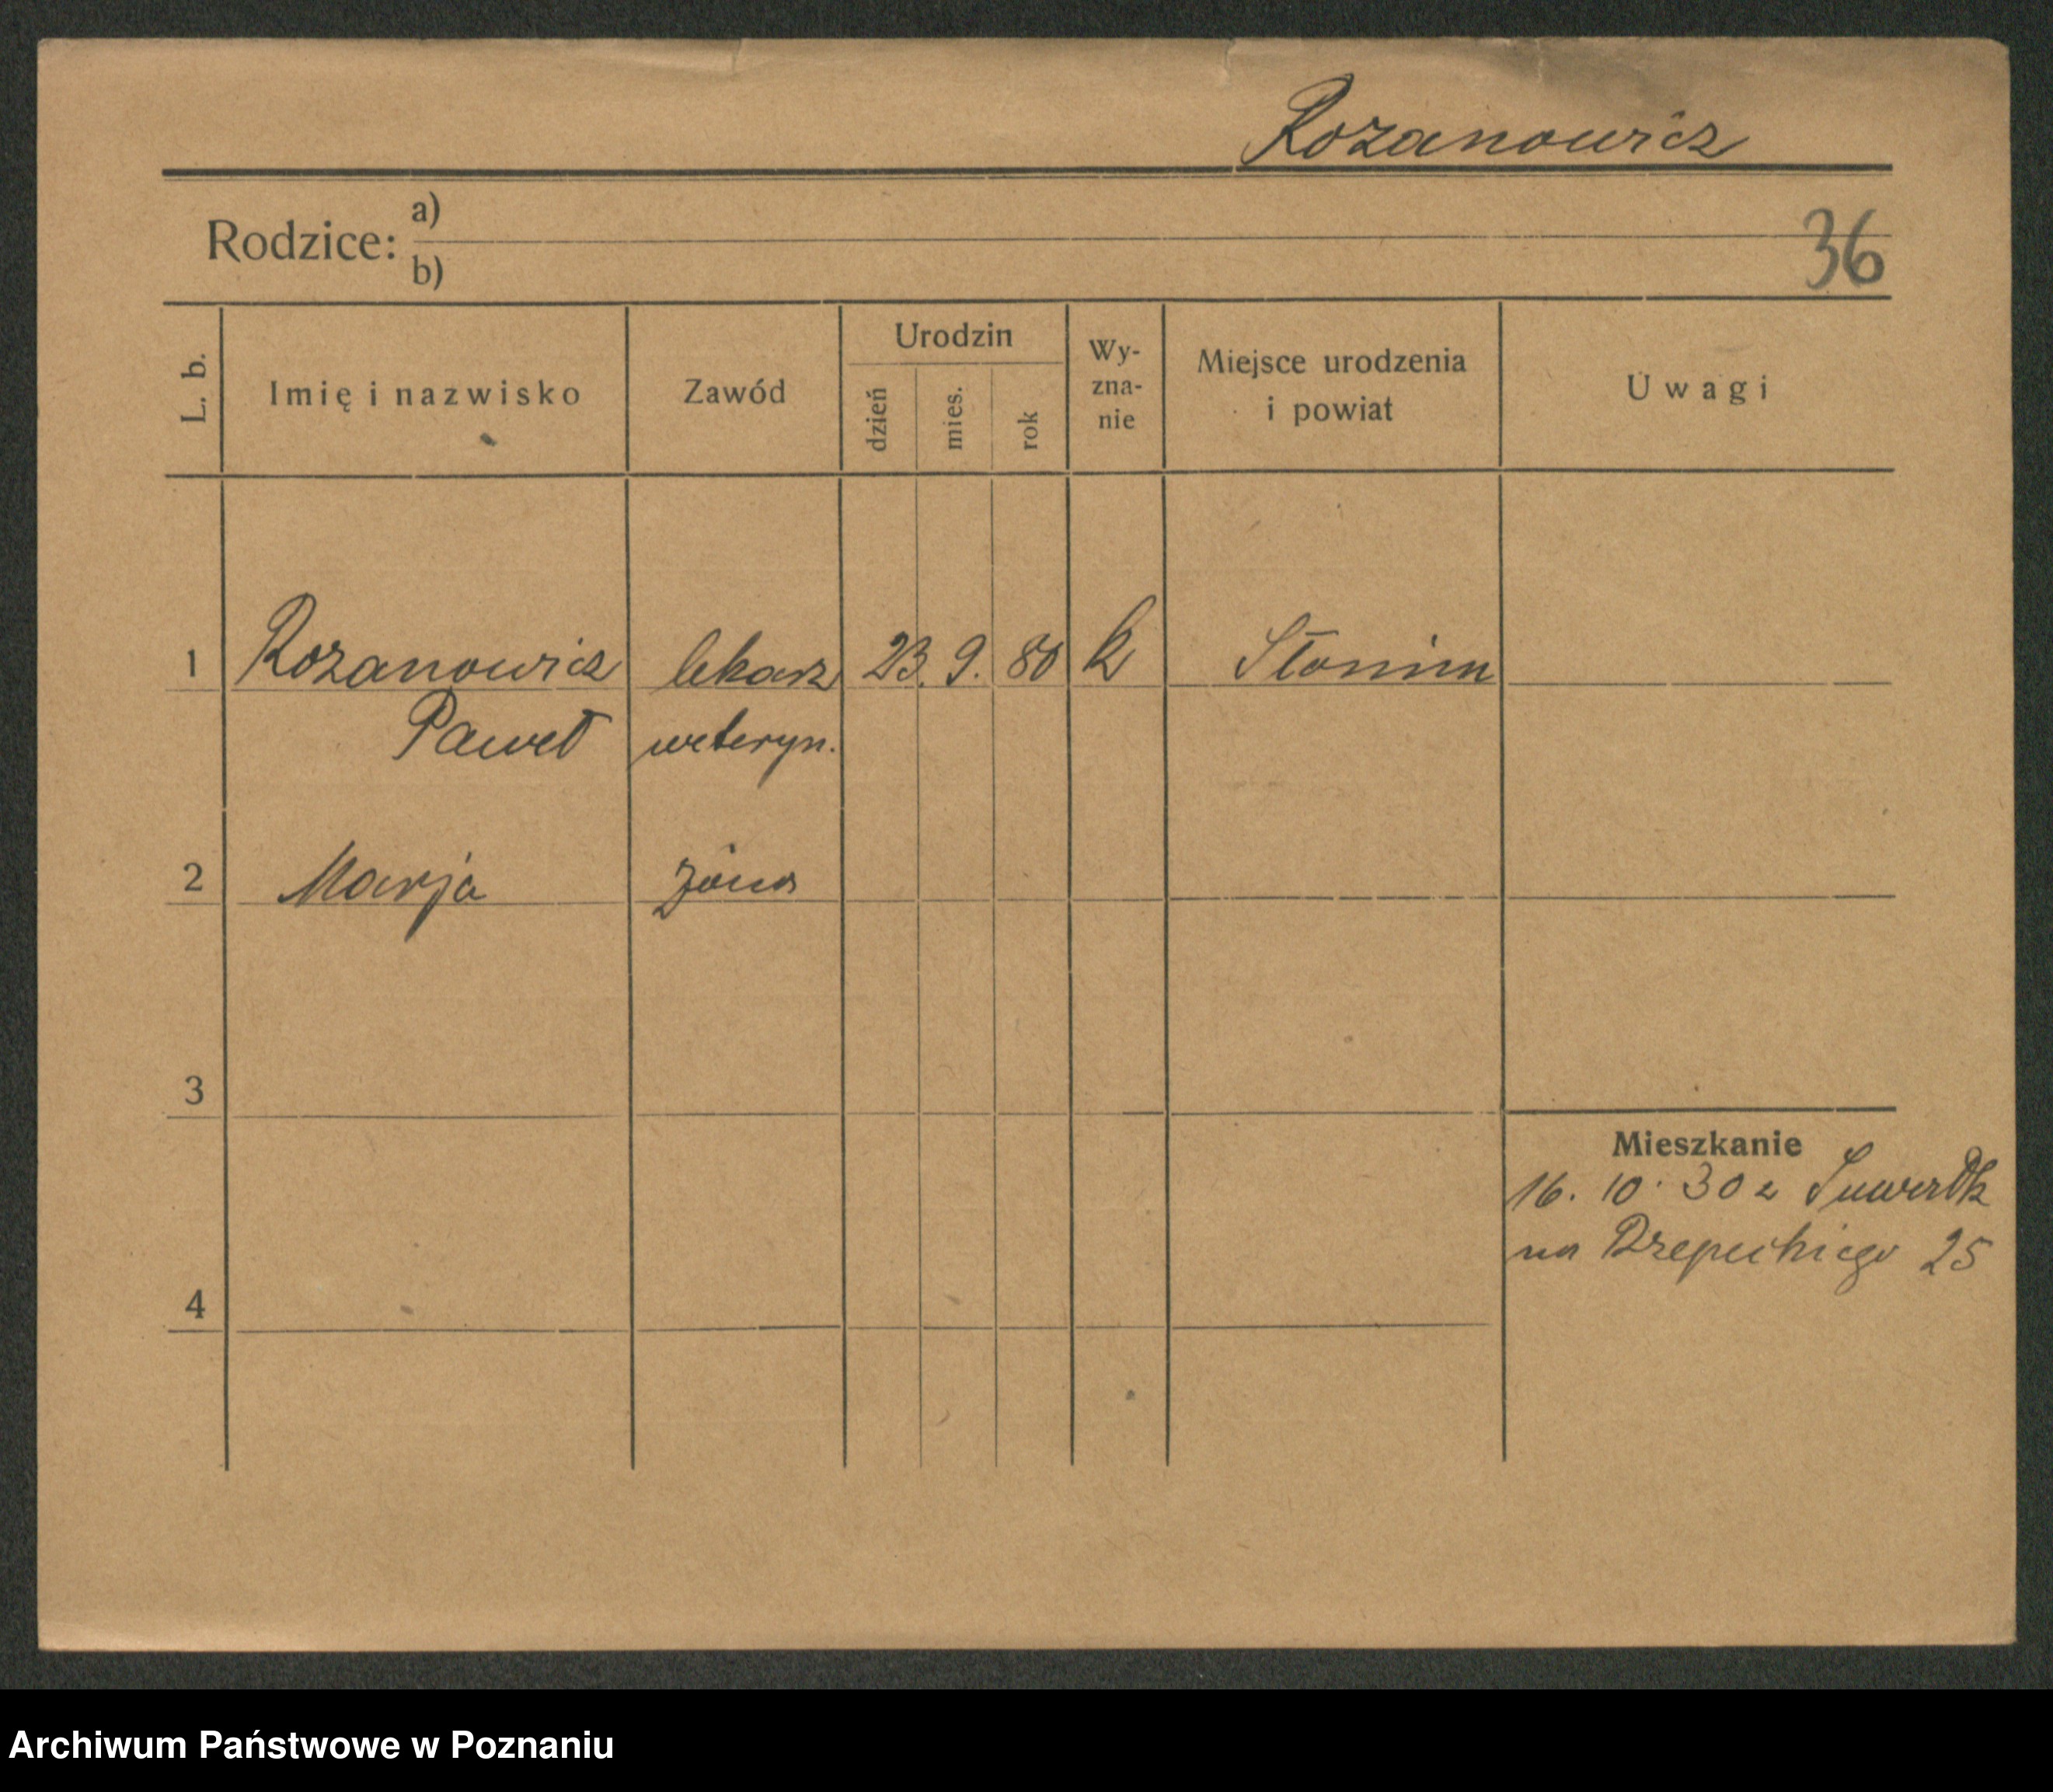 Rozanowicz
Rodzice: a)
b)
36
L. b.
Imię i nazwisko
Zawód
Urodzin
dzień
mies.
rok
Wy-
zna-
nie
Miejsce urodzenia
i powiat
Uwagi
1 Rozanowicz lekarz 23. 9. 80 k Słonim
Paweł weteryn.
2 Marja żona
3
Mieszkanie
16. 10. 30 z
na Rzepeckiego 25
4
Archiwum Państwowe w Poznaniu